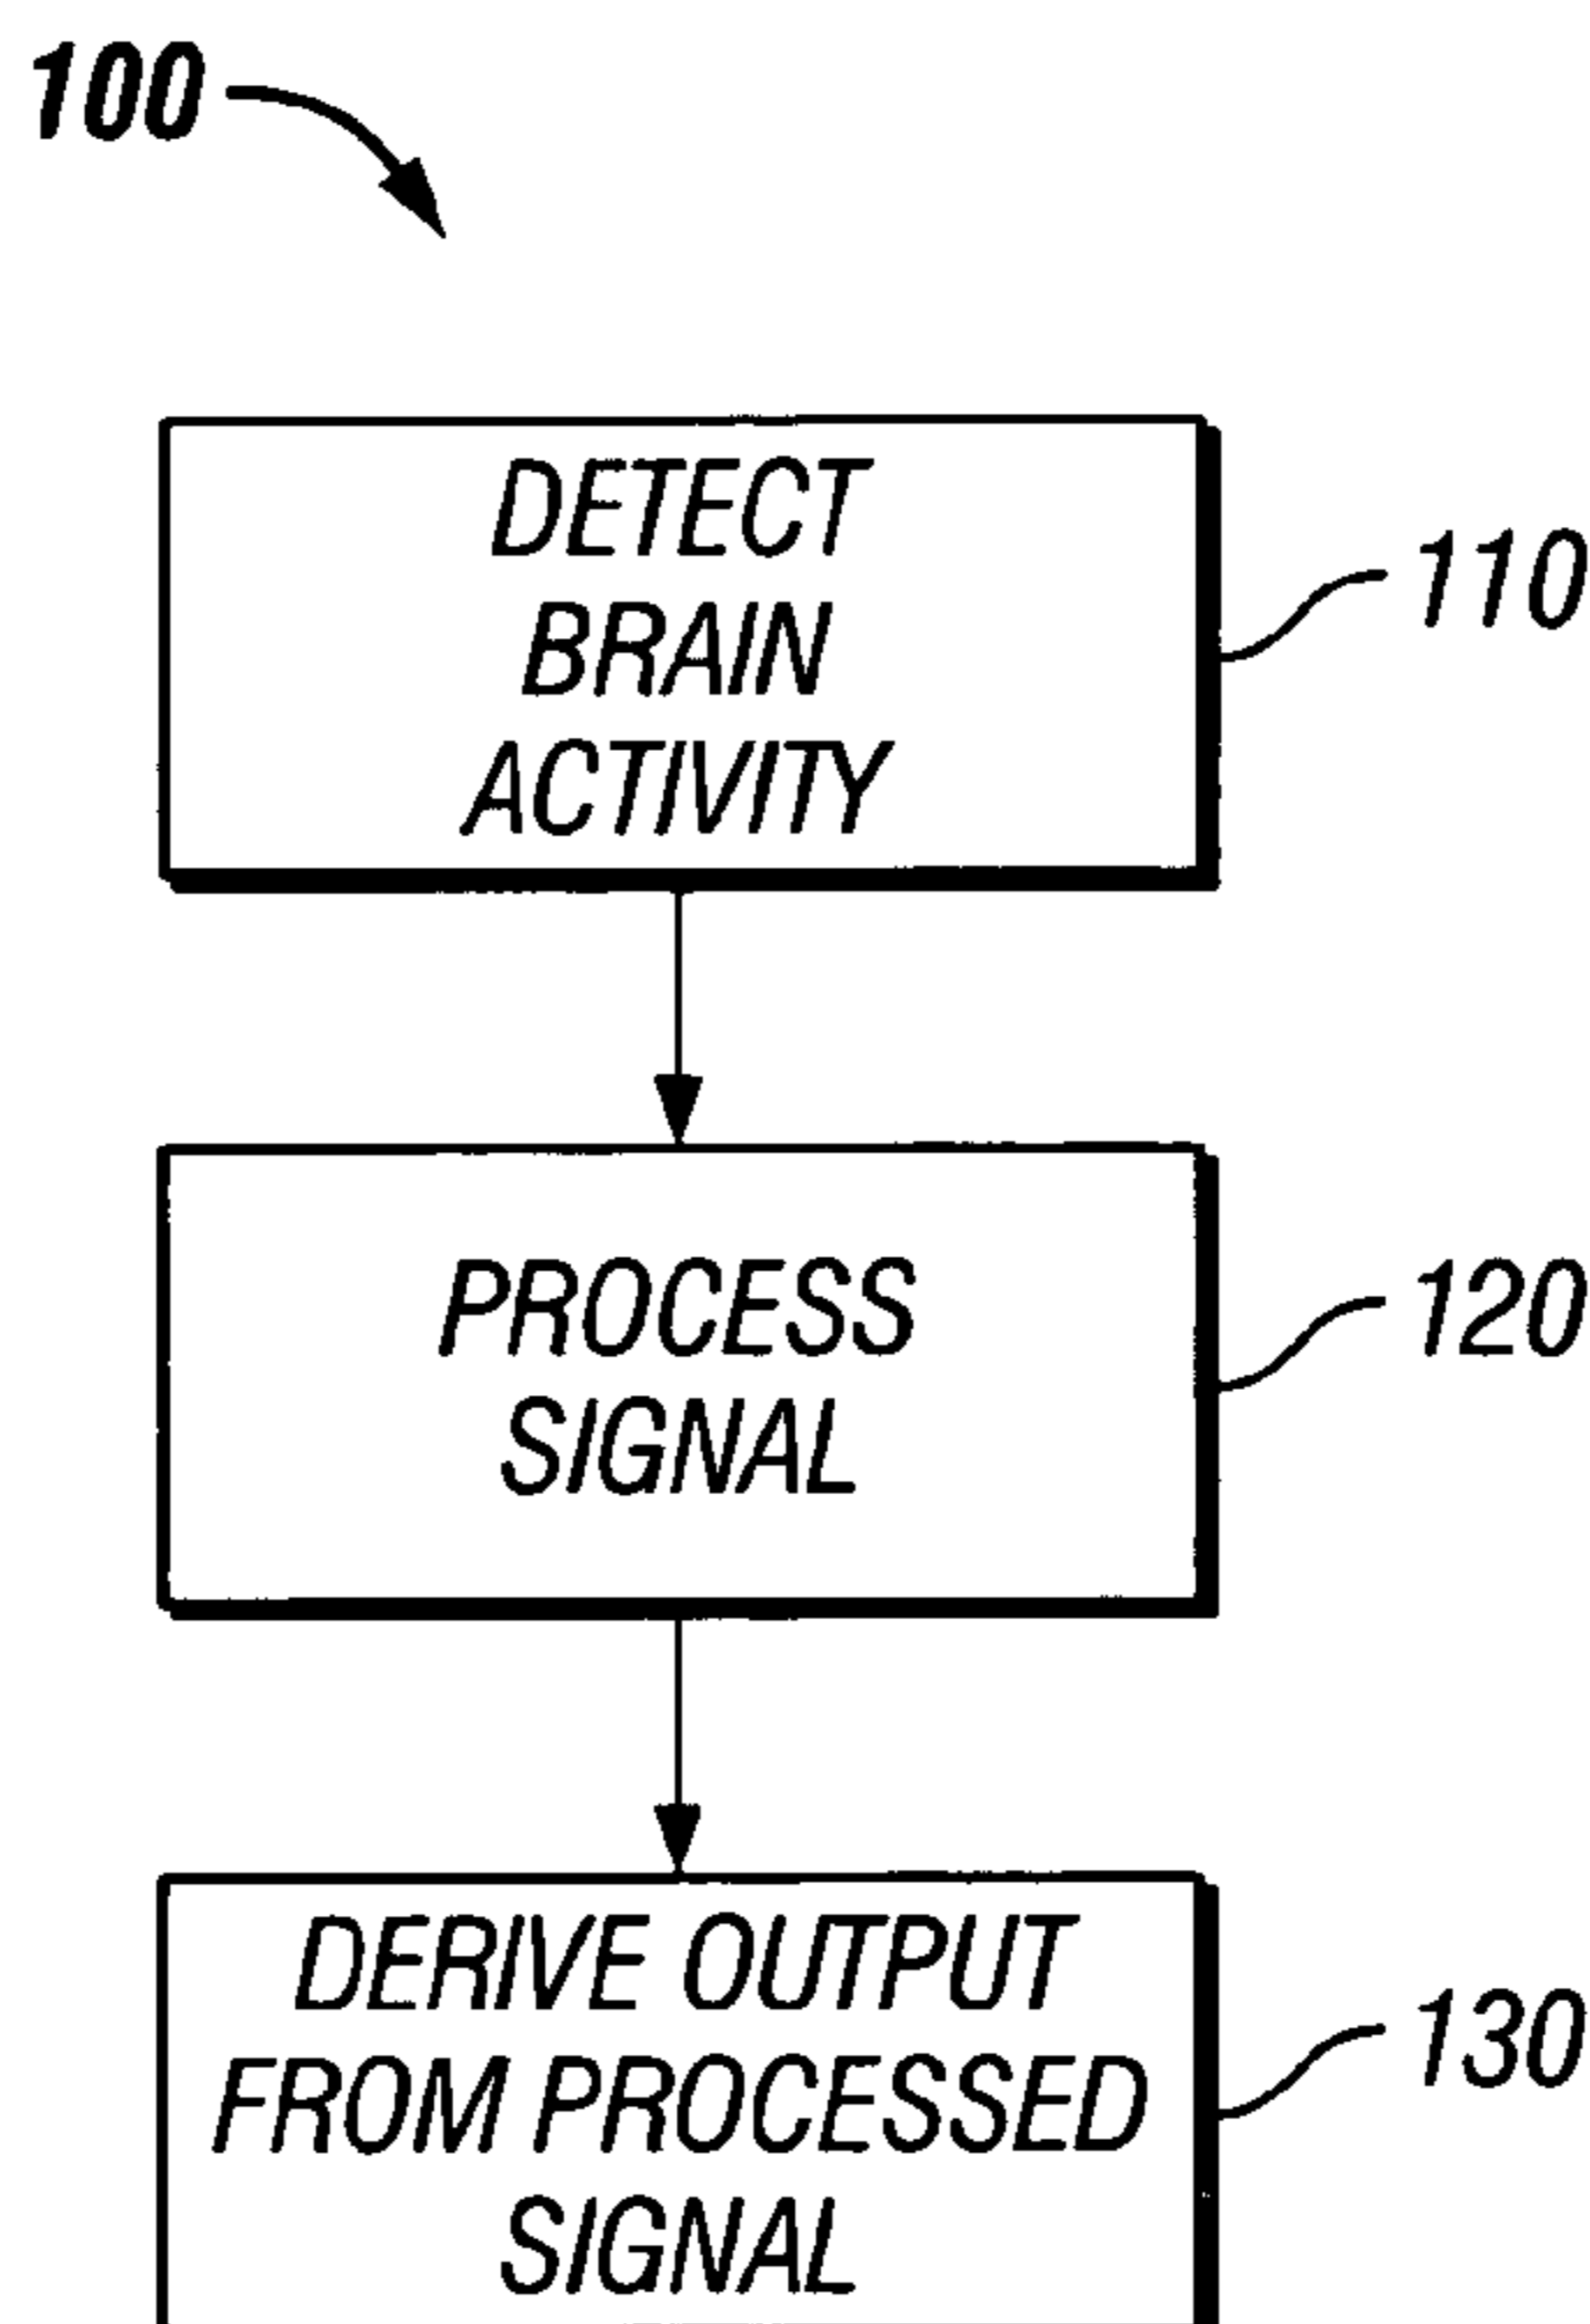 100
DETECT
BRAIN
ACTIVITY
110
PROCESS
SIGNAL
120
DERIVE OUTPUT
FROM PROCESSED
SIGNAL
130